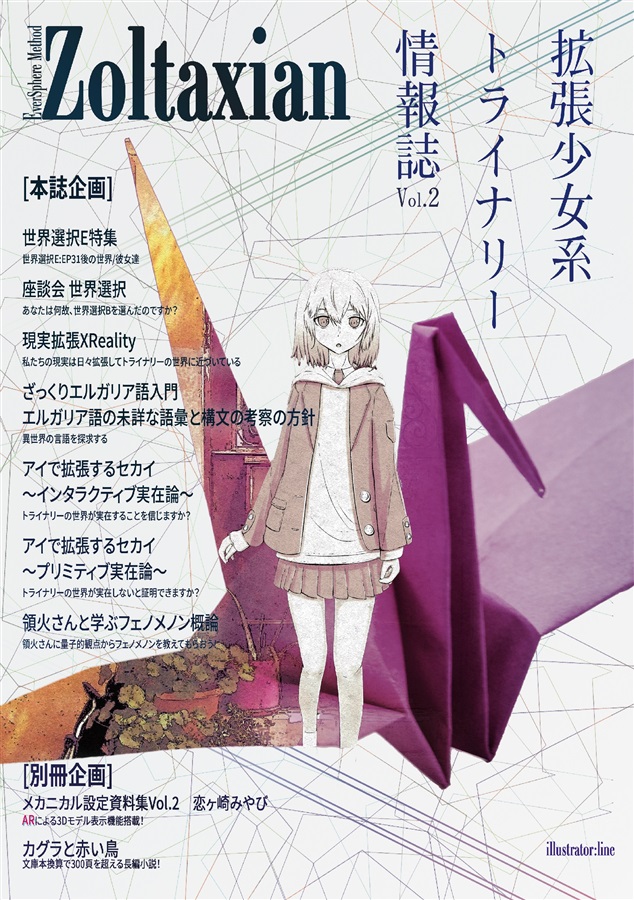 EverSphere Method
Zoltaxian
拡張少女系
トライナリー
情報誌
Vol.2
[本誌企画]
世界選択E特集
世界選択E:EP31後の世界/彼女達
座談会 世界選択
あなたは何故、世界選択Bを選んだのですか?
現実拡張XReality
私たちの現実は日々拡張してトライナリーの世界に近づいている
ざっくりエルガリア語入門
エルガリア語の未詳な語彙と構文の考察の方針
異世界の言語を探求する
アイで拡張するセカイ
~インタラクティブ実在論~
トライナリーの世界が実在することを信じますか?
アイで拡張するセカイ
~プリミティブ実在論~
トライナリーの世界が実在しないと証明できますか?
領火さんと学ぶフェノメノン概論
領火さんに量子的観点からフェノメノンを教えてもらおう!
[別冊企画]
メカニカル設定資料集Vol.2 恋ヶ崎みやび
ARによる3Dモデル表示機能搭載!
カグラと赤い鳥
文庫本換算で300頁を超える長編小説!
illustrator:line